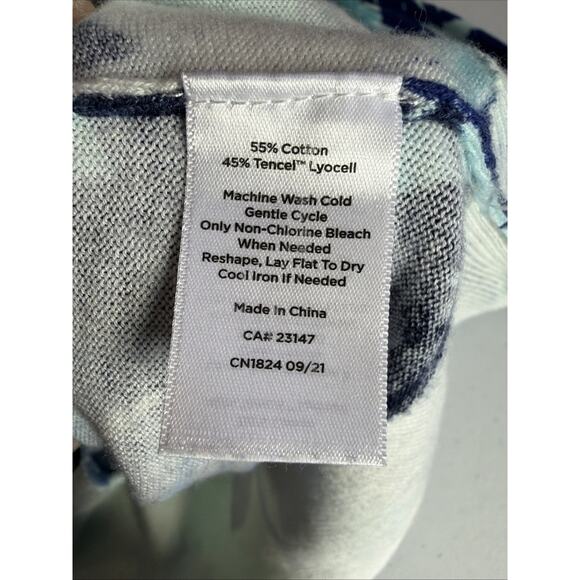 55% Cotton
45% Tencel™ Lyocell
Machine Wash Cold
Gentle Cycle
Only Non-Chlorine Bleach
When Needed
Reshape, Lay Flat To Dry
Cool Iron If Needed
Made In China
CA# 23147
CN1824 09/21